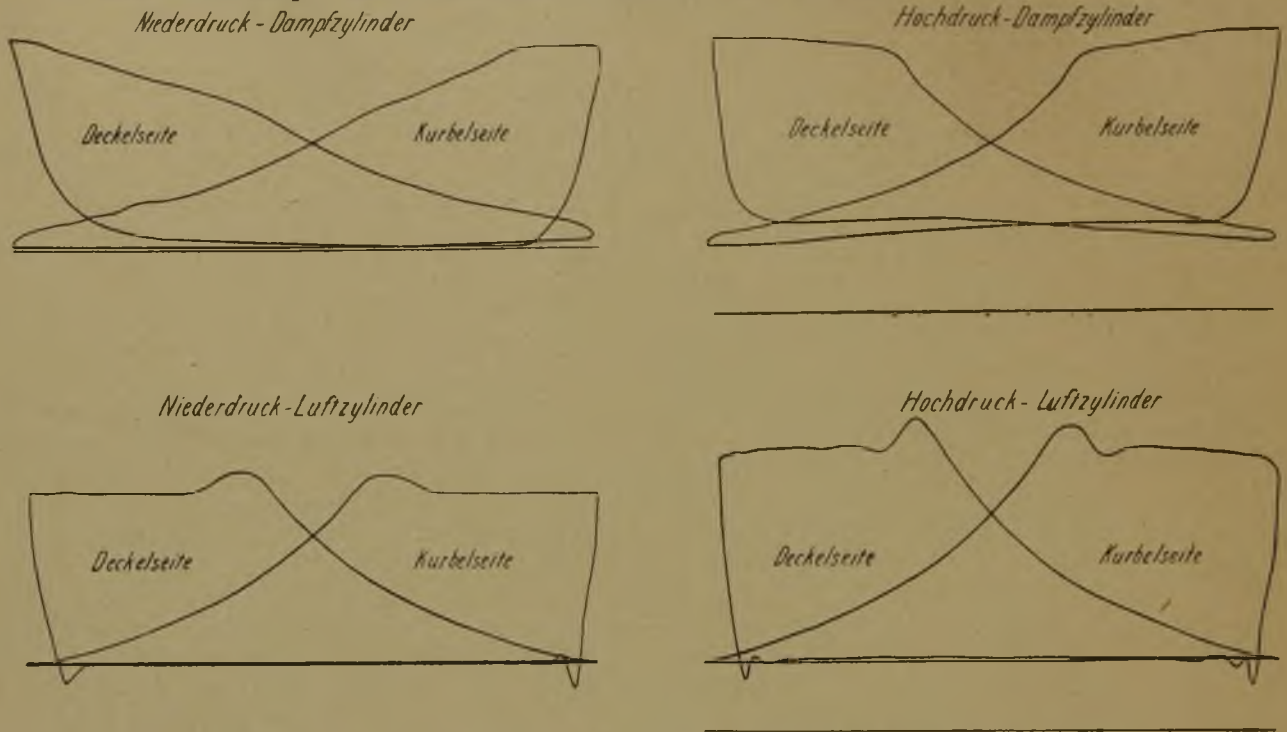 Niederdruck-Dampfzylinder
Hochdruck-Dampfzylinder
Deckelseite
Kurbelseite
Deckelseite
Kurbelseite
Niederdruck-Luftzylinder
Hochdruck-Luftzylinder
Deckelseite
Kurbelseite
Deckelseite
Kurbelseite